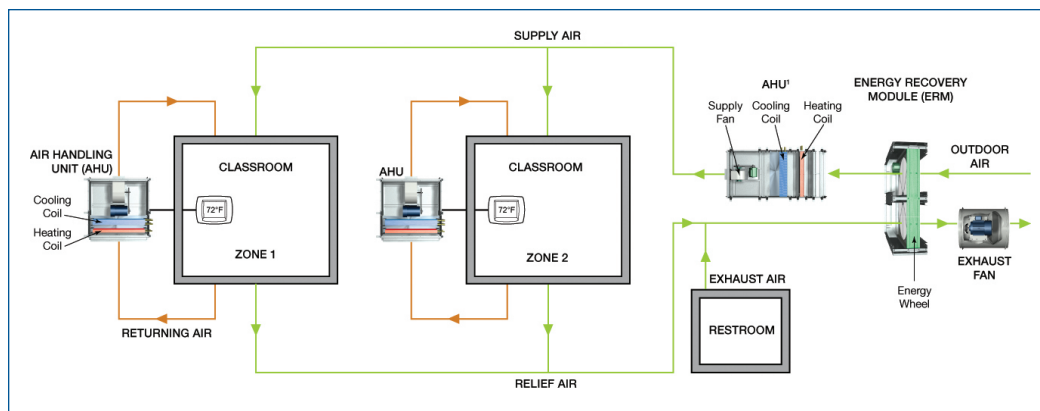 SUPPLY AIR
AHU¹
Supply
Fan
Cooling
Coil
Heating
Coil
ENERGY RECOVERY
MODULE (ERM)
OUTDOOR
AIR
AIR HANDLING
UNIT (AHU)
Cooling
Coil
Heating
Coil
CLASSROOM
72°F
ZONE 1
RETURNING AIR
AHU
CLASSROOM
72°F
ZONE 2
EXHAUST AIR
RESTROOM
Energy
Wheel
EXHAUST
FAN
RELIEF AIR